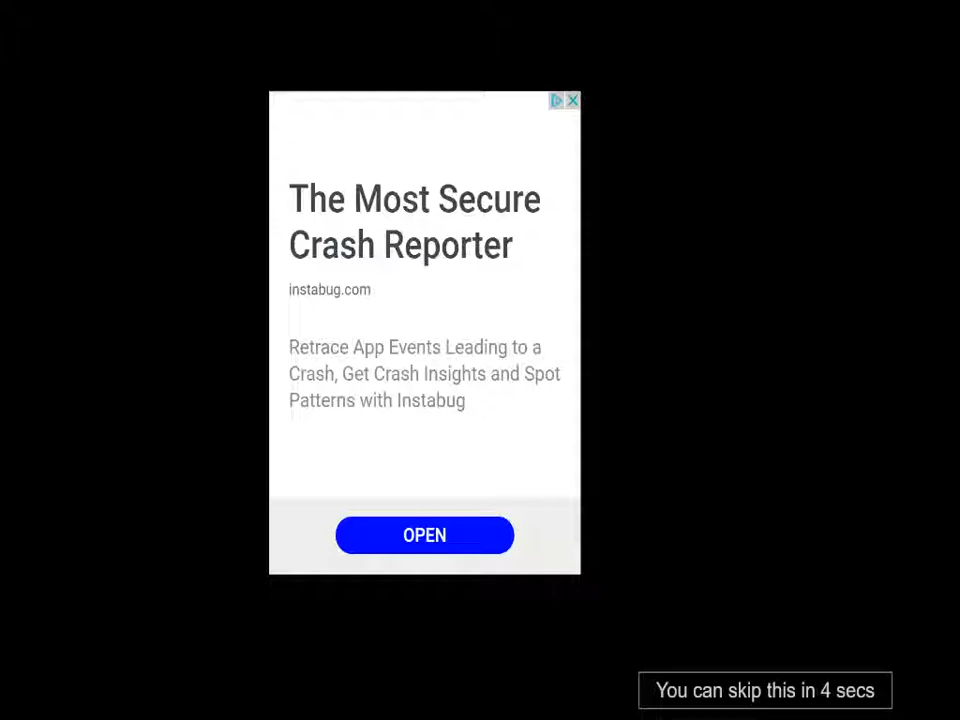 The Most Secure
Crash Reporter
instabug.com
Retrace App Events Leading to a
Crash, Get Crash Insights and Spot
Patterns with Instabug
OPEN
You can skip this in 4 secs